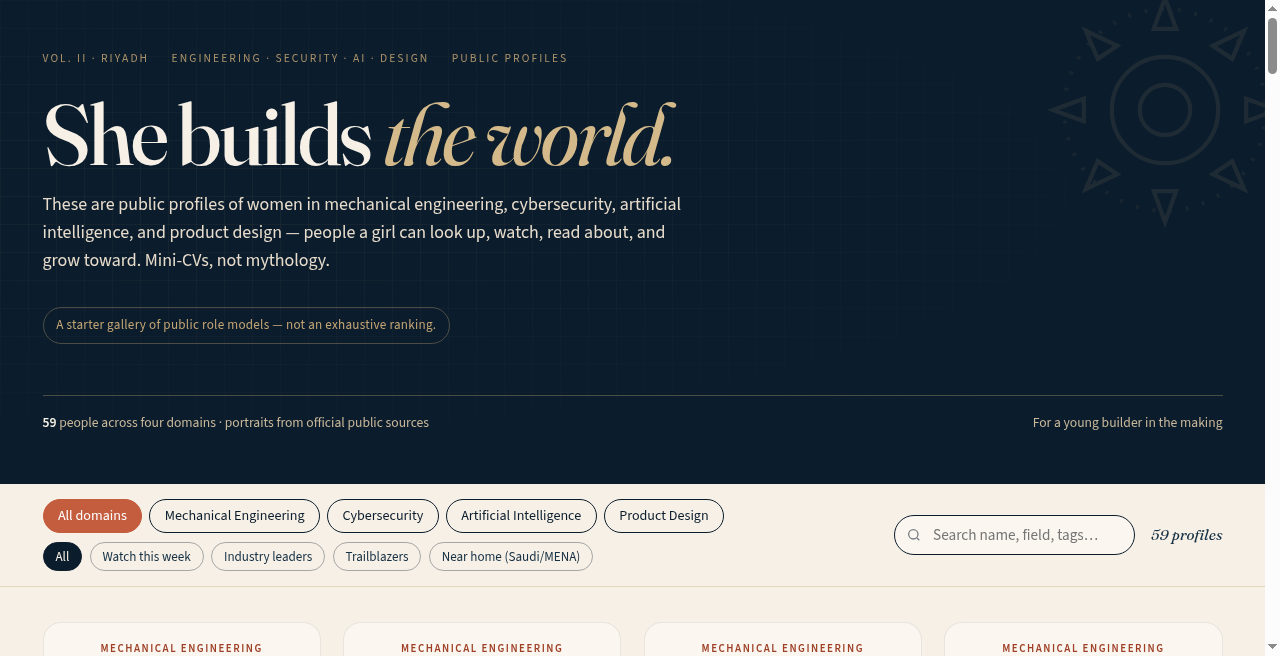 VOL. II · RIYADH ENGINEERING · SECURITY · AI · DESIGN PUBLIC PROFILES
She builds the world.
These are public profiles of women in mechanical engineering, cybersecurity, artificial
intelligence, and product design — people a girl can look up, watch, read about, and
grow toward. Mini-CVs, not mythology.
A starter gallery of public role models — not an exhaustive ranking.
59 people across four domains · portraits from official public sources
For a young builder in the making
All domains Mechanical Engineering Cybersecurity Artificial Intelligence Product Design
All Watch this week Industry leaders Trailblazers Near home (Saudi/MENA)
Search name, field, tags… 59 profiles
MECHANICAL ENGINEERING MECHANICAL ENGINEERING MECHANICAL ENGINEERING MECHANICAL ENGINEERING